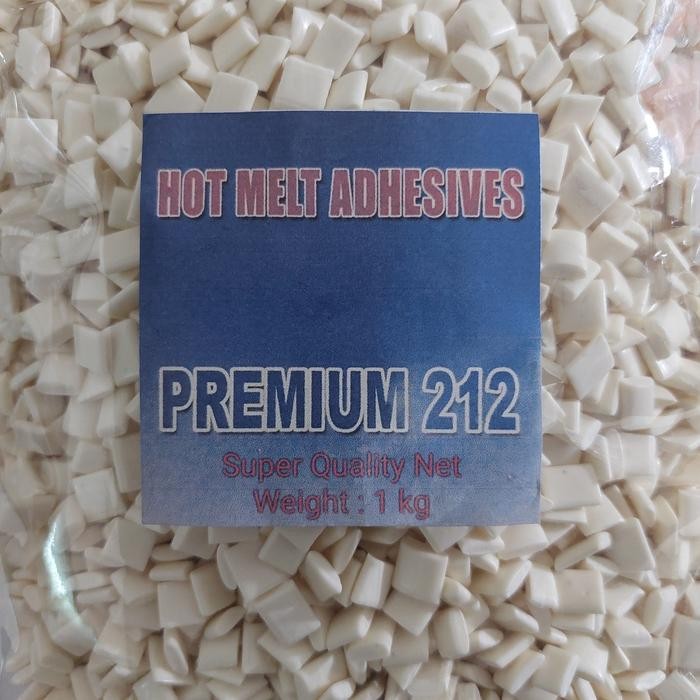 HOT MELT ADHESIVES
PREMIUM 212
Super Quality Net
Weight : 1 kg